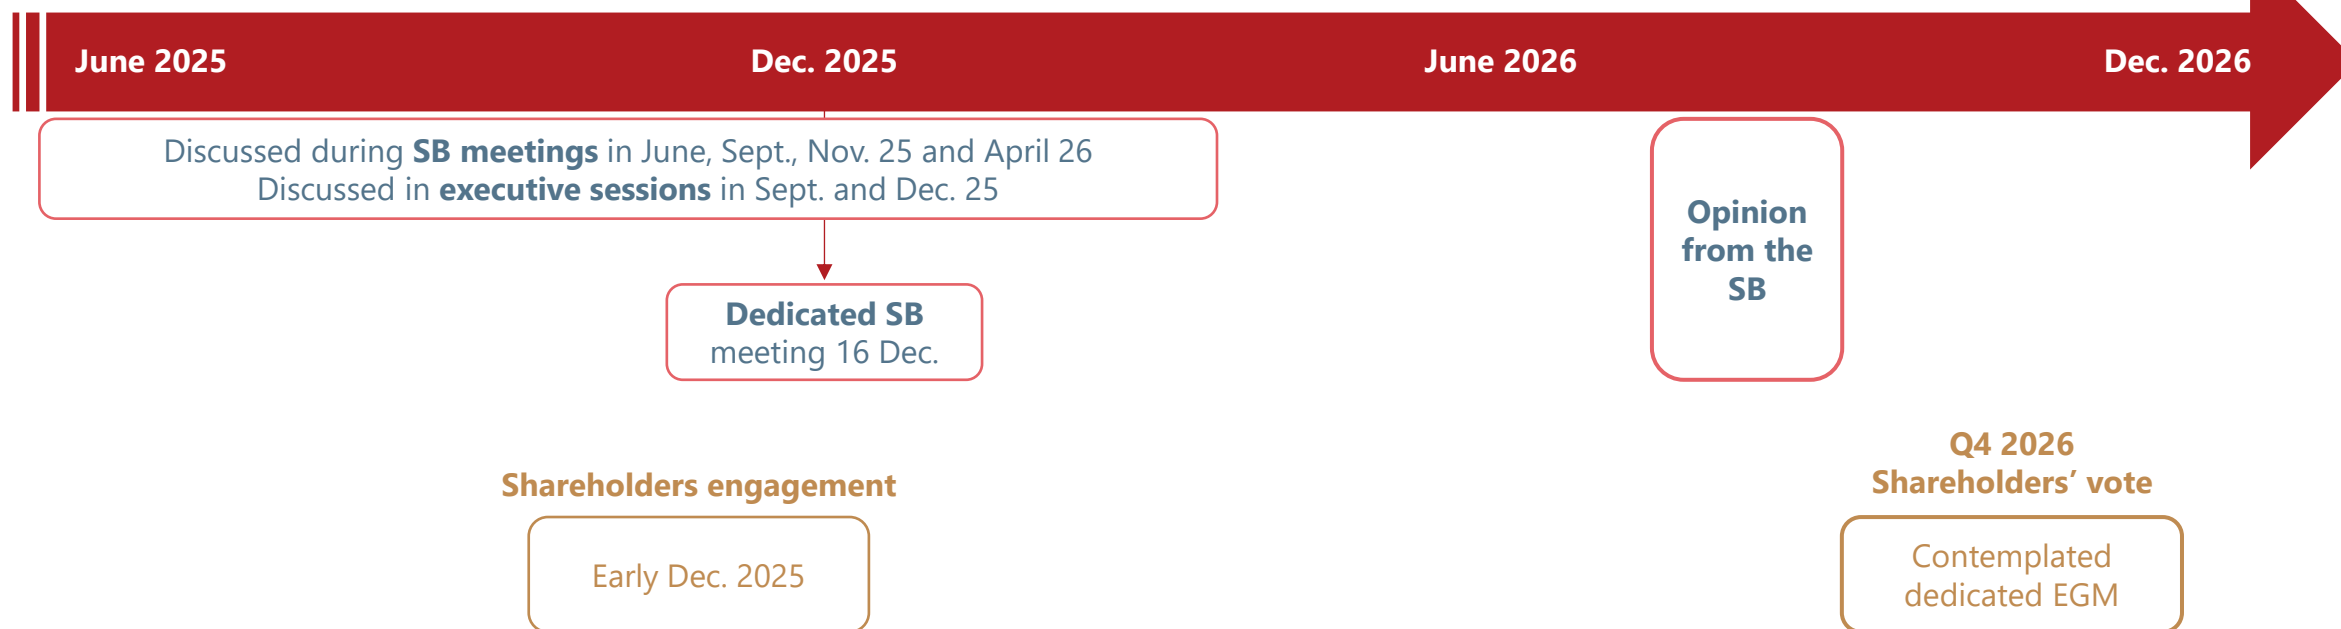 June 2025
Dec. 2025
June 2026
Dec. 2026
Discussed during SB meetings in June, Sept., Nov. 25 and April 26
Discussed in executive sessions in Sept. and Dec. 25
Dedicated SB
meeting 16 Dec.
Opinion
from the
SB
Shareholders engagement
Early Dec. 2025
Q4 2026
Shareholders’ vote
Contemplated
dedicated EGM